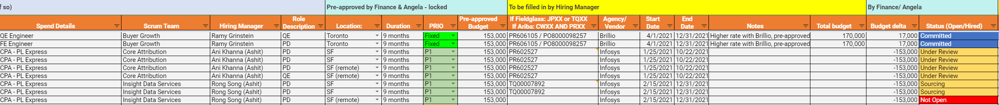 f so) Pre-approved by Finance & Angela - locked To be filled in by Hiring Manager By Finance/ Angela
Spend Details Scrum Team Hiring Manager Role Description Location: Duration PRIO Pre-approved Budget If Fieldglass: JPXX or TQXX If Ariba: CWXX AND PRXX Agency/ Vendor Start Date End Date Notes Total budget Budget delta Status (Open/Hired)
QE Engineer Buyer Growth Ramy Grinstein QE Toronto 9 months Fixed 153,000 PR606105 / PO8000098257 Brillio 4/1/2021 12/31/2021 Higher rate with Brillio, pre-approved 170,000 17,000 Committed
FE Engineer Buyer Growth Ramy Grinstein PD Toronto 9 months Fixed 153,000 PR606105 / PO8000098257 Brillio 4/1/2021 12/31/2021 Higher rate with Brillio, pre-approved 170,000 17,000 Committed
CPA - PL Express Core Attribution Ani Khanna (Ashit) PD SF 9 months P1 153,000 PR602527 Infosys 1/25/2021 10/22/2021 -153,000 Under Review
CPA - PL Express Core Attribution Ani Khanna (Ashit) PD SF 9 months P1 153,000 PR602527 Infosys 1/25/2021 10/22/2021 -153,000 Under Review
CPA - PL Express Core Attribution Ani Khanna (Ashit) PD SF (remote) 9 months P1 153,000 PR602527 Infosys 1/25/2021 10/22/2021 -153,000 Under Review
CPA - PL Express Core Attribution Ani Khanna (Ashit) QE SF (remote) 9 months P1 153,000 PR602527 Infosys 1/25/2021 10/22/2021 -153,000 Under Review
CPA - PL Express Insight Data Services Rong Song (Ashit) PD SF 9 months P1 153,000 TQ00007892 Infosys 2/15/2021 12/31/2021 -153,000 Sourcing
CPA - PL Express Insight Data Services Rong Song (Ashit) PD SF 9 months P1 153,000 TQ00007892 Infosys 2/15/2021 12/31/2021 -153,000 Sourcing
CPA - PL Express Insight Data Services Rong Song (Ashit) PD SF (remote) 9 months P1 153,000 Infosys 2/15/2021 12/31/2021 -153,000 Not Open